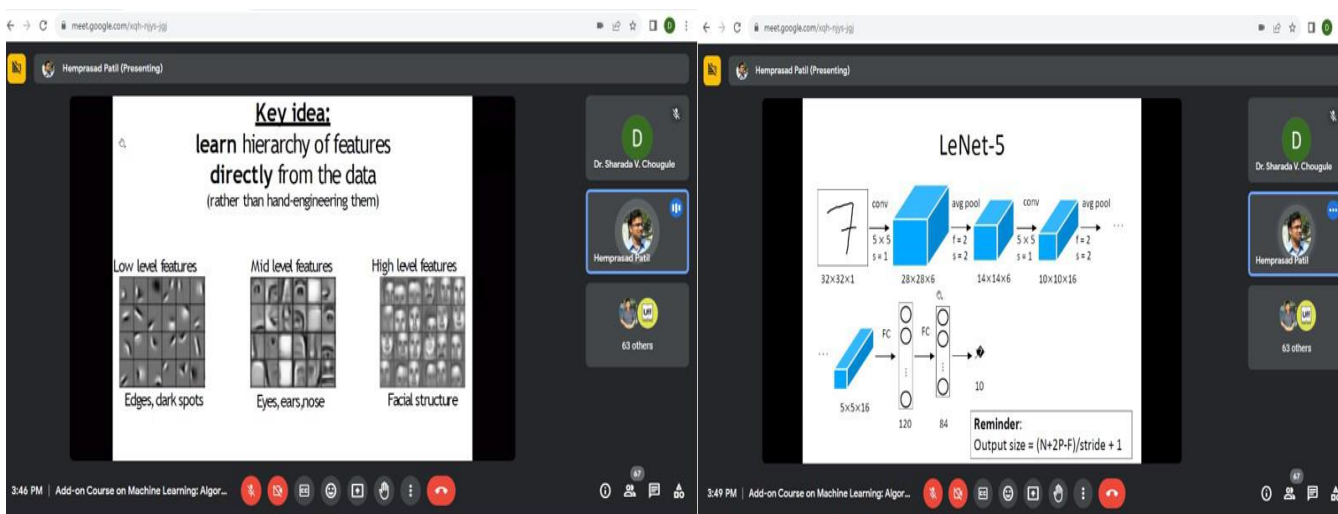 meet.google.com/xqh-njys-jgj
Hemprasad Patil (Presenting)
Key idea:
learn hierarchy of features
directly from the data
(rather than hand-engineering them)
Low level features
Mid level features
High level features
Edges, dark spots
Eyes, ears,nose
Facial structure
D
Dr. Sharada V. Chougule
Hemprasad Patil
63 others
3:46 PM | Add-on Course on Machine Learning: Algor...
67
meet.google.com/xqh-njys-jgj
Hemprasad Patil (Presenting)
LeNet-5
7
conv
5 × 5
s = 1
avg pool
f = 2
s = 2
conv
5 × 5
s = 1
avg pool
f = 2
s = 2
...
32×32×1
28×28×6
14×14×6
10×10×16
...
FC
FC
10
5×5×16
120
84
Reminder:
Output size = (N+2P-F)/stride + 1
D
Dr. Sharada V. Chougule
Hemprasad Patil
63 others
3:49 PM | Add-on Course on Machine Learning: Algor...
67